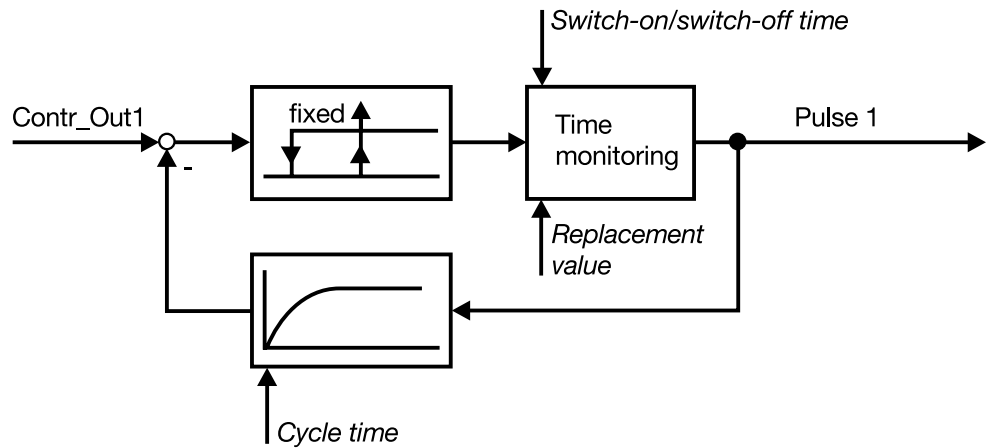 Switch-on/switch-off time
Contr_Out1
fixed
Time
monitoring
Pulse 1
-
Replacement
value
Cycle time